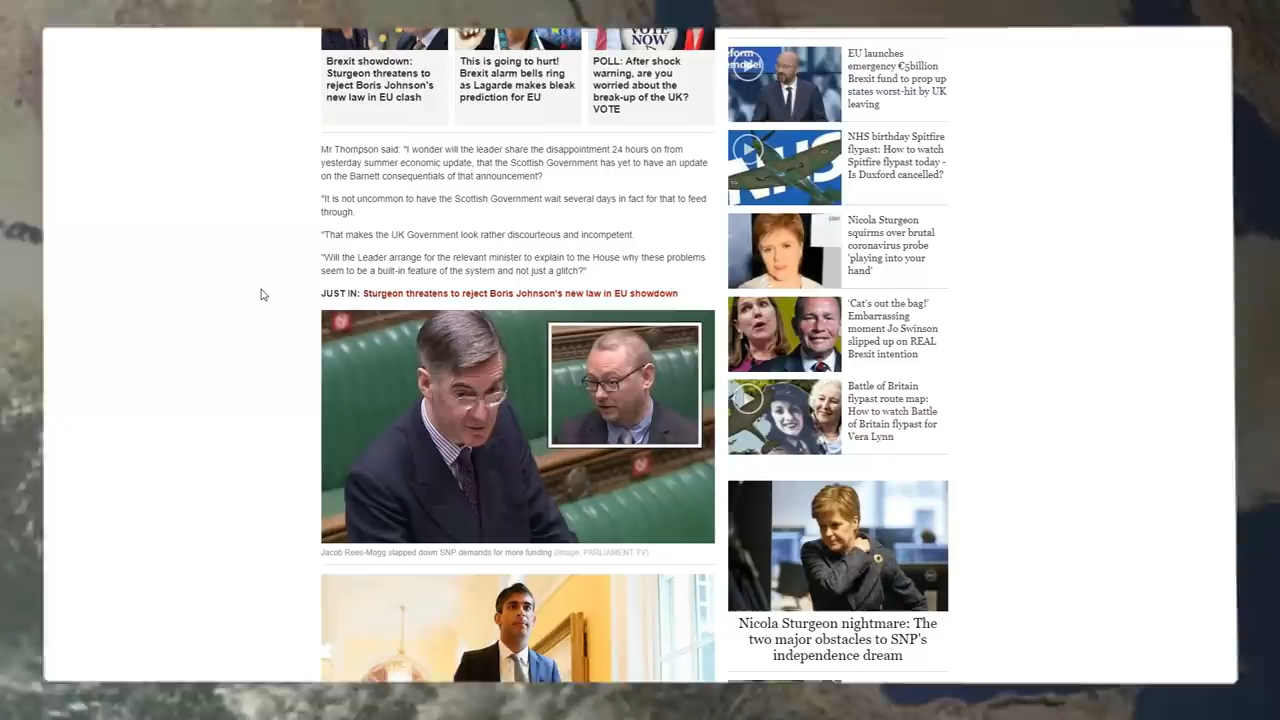 VOTE
NOW
Brexit showdown:
Sturgeon threatens to
reject Boris Johnson's
new law in EU clash
This is going to hurt!
Brexit alarm bells ring
as Lagarde makes bleak
prediction for EU
POLL: After shock
warning, are you
worried about the
break-up of the UK?
VOTE
Mr Thompson said: "I wonder will the leader share the disappointment 24 hours on from
yesterday summer economic update, that the Scottish Government has yet to have an update
on the Barnett consequentials of that announcement?
"It is not uncommon to have the Scottish Government wait several days in fact for that to feed
through.
"That makes the UK Government look rather discourteous and incompetent.
"Will the Leader arrange for the relevant minister to explain to the House why these problems
seem to be a built-in feature of the system and not just a glitch?"
JUST IN: Sturgeon threatens to reject Boris Johnson's new law in EU showdown
Jacob Rees-Mogg slapped down SNP demands for more funding (Image: PARLIAMENT TV)
EU launches
emergency €5billion
Brexit fund to prop up
states worst-hit by UK
leaving
NHS
NHS birthday Spitfire
flypast: How to watch
Spitfire flypast today -
Is Duxford cancelled?
Nicola Sturgeon
squirms over brutal
coronavirus probe
'playing into your
hand'
'Cat's out the bag!'
Embarrassing
moment Jo Swinson
slipped up on REAL
Brexit intention
Battle of Britain
flypast route map:
How to watch Battle
of Britain flypast for
Vera Lynn
Nicola Sturgeon nightmare: The
two major obstacles to SNP's
independence dream